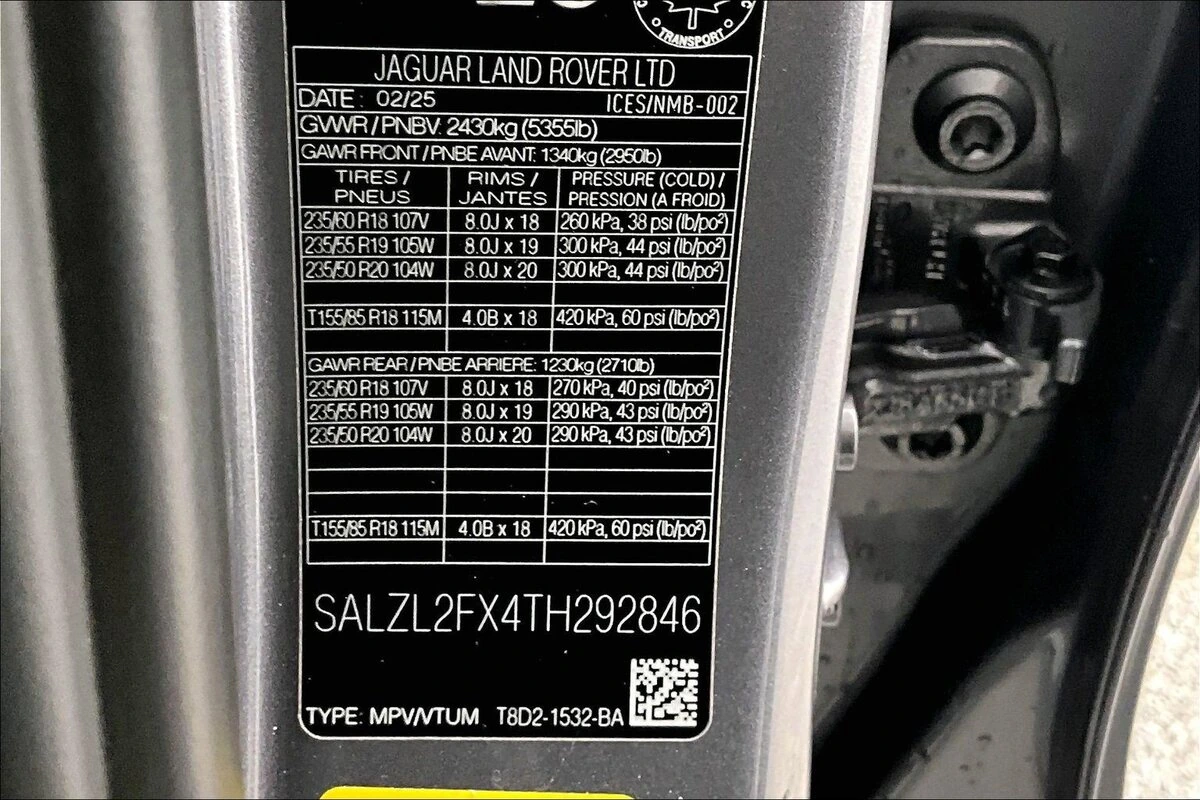 TRANSPORT
JAGUAR LAND ROVER LTD
DATE: 02/25 ICES/NMB-002
GVWR/PNBV: 2430kg (5355lb)
GAWR FRONT/PNBE AVANT: 1340kg (2950lb)
TIRES / PNEUS RIMS / JANTES PRESSURE (COLD) / PRESSION (A FROID)
235/60 R18 107V 8.0J x 18 260 kPa, 38 psi (lb/po²)
235/55 R19 105W 8.0J x 19 300 kPa, 44 psi (lb/po²)
235/50 R20 104W 8.0J x 20 300 kPa, 44 psi (lb/po²)
T155/85 R18 115M 4.0B x 18 420 kPa, 60 psi (lb/po²)
GAWR REAR/PNBE ARRIERE: 1230kg (2710lb)
235/60 R18 107V 8.0J x 18 270 kPa, 40 psi (lb/po²)
235/55 R19 105W 8.0J x 19 290 kPa, 43 psi (lb/po²)
235/50 R20 104W 8.0J x 20 290 kPa, 43 psi (lb/po²)
T155/85 R18 115M 4.0B x 18 420 kPa, 60 psi (lb/po²)
SALZL2FX4TH292846
TYPE: MPV/VTUM T8D2-1532-BA